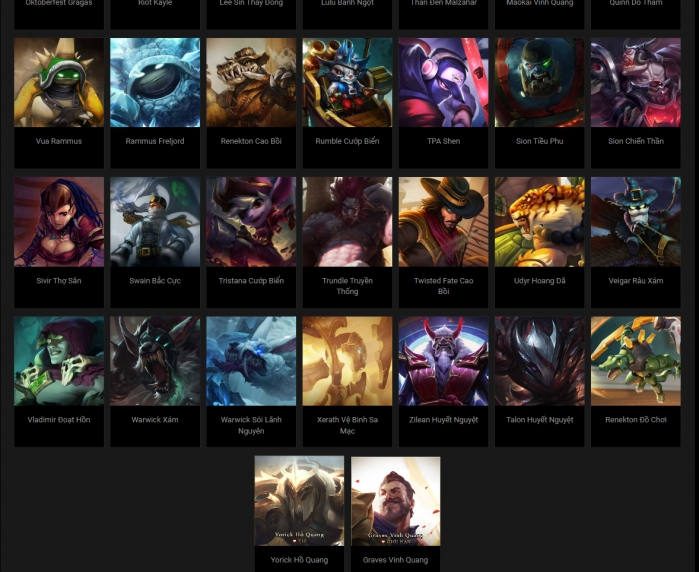 Oktoberfest Gragas
Riot Kayle
Lee Sin Thầy Dòng
Lulu Bánh Ngọt
Thần Đèn Malzahar
Maokai Vinh Quang
Quinn Dơ Thám
Vua Rammus
Rammus Freljord
Renekton Cao Bồi
Rumble Cướp Biển
TPA Shen
Sion Tiều Phu
Sion Chiến Thần
Sivir Thợ Săn
Swain Bắc Cực
Tristana Cướp Biển
Trundle Truyền
Thống
Twisted Fate Cao
Bồi
Udyr Hoang Dã
Veigar Râu Xám
Vladimir Đoạt Hồn
Warwick Xám
Warwick Sói Lãnh
Nguyên
Xerath Vệ Binh Sa
Mạc
Zilean Huyết Nguyệt
Talon Huyết Nguyệt
Renekton Đồ Chơi
Yorick Hồ Quang
Graves Vinh Quang
GIỚI HẠN
Yorick Hồ Quang
Graves Vinh Quang